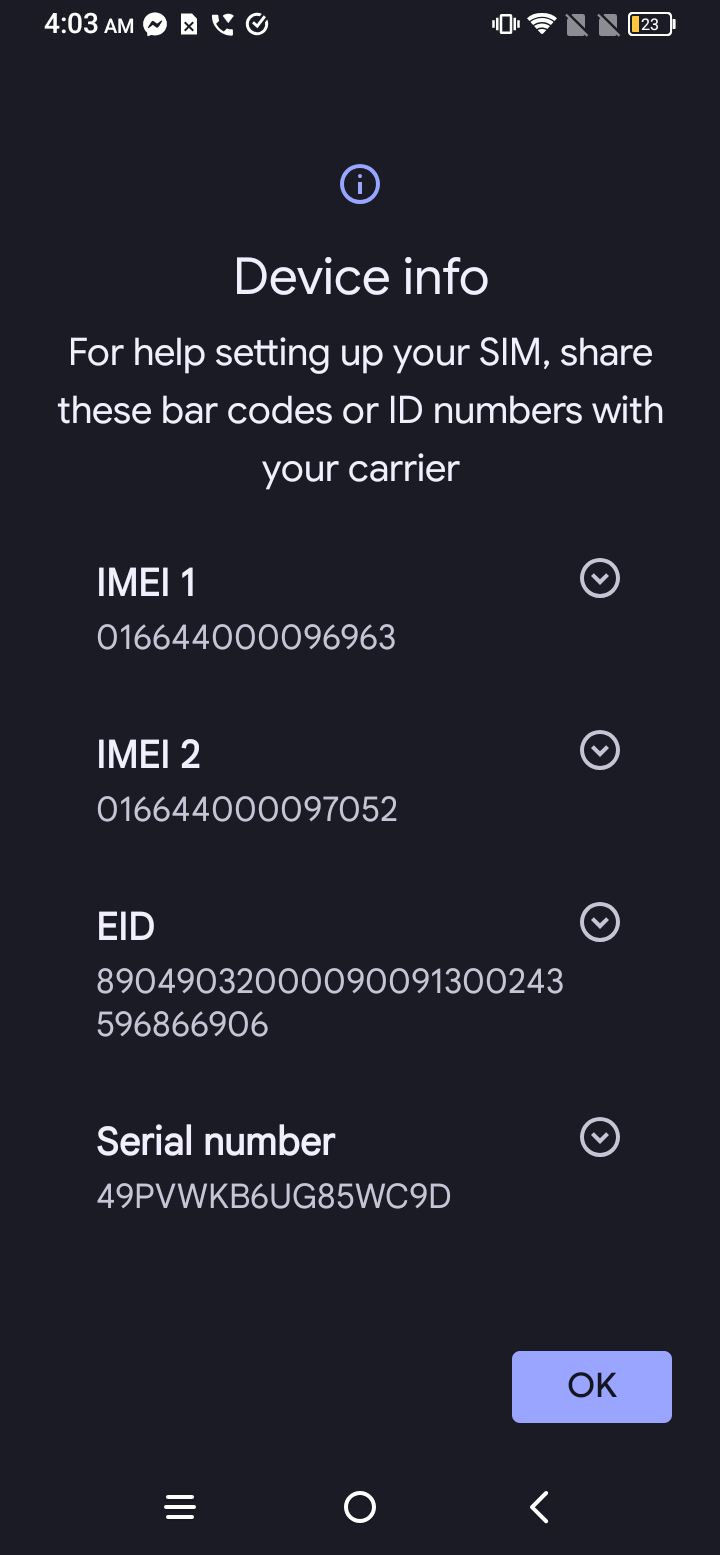 4:03 AM
23
Device info
For help setting up your SIM, share
these bar codes or ID numbers with
your carrier
IMEI 1
016644000096963
IMEI 2
016644000097052
EID
89049032000090091300243
596866906
Serial number
49PVWKB6UG85WC9D
OK